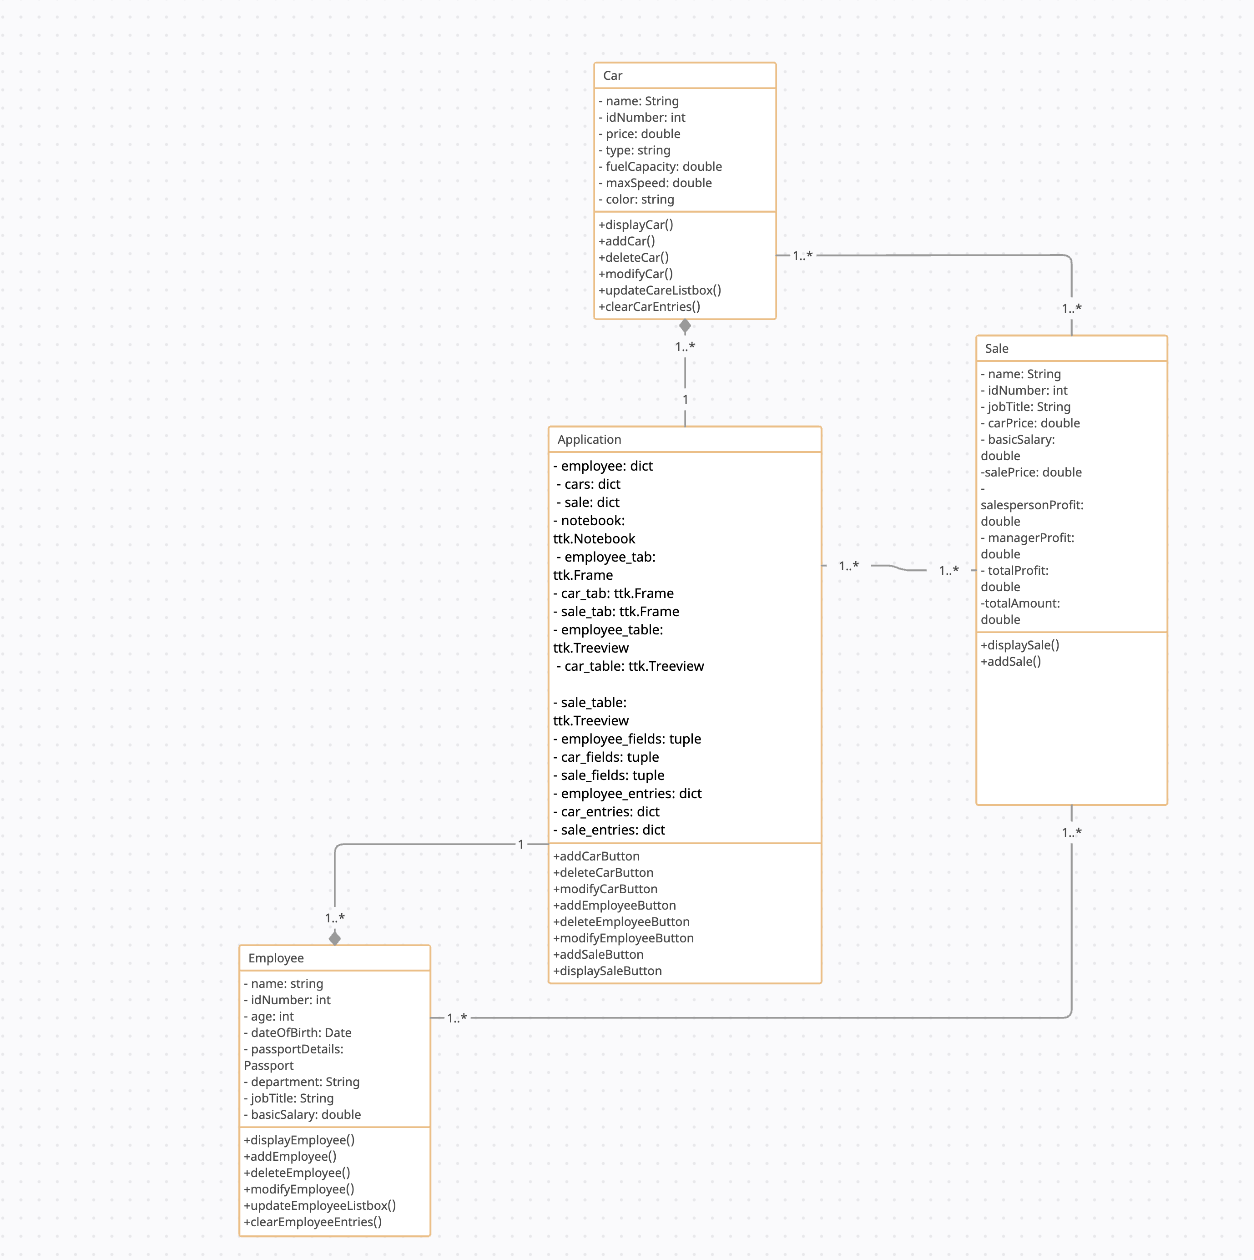 Car
- name: String
- idNumber: int
- price: double
- type: string
- fuelCapacity: double
- maxSpeed: double
- color: string
+displayCar()
+addCar()
+deleteCar()
+modifyCar()
+updateCareListbox()
+clearCarEntries()
1..*
1..*
1..*
1
Sale
- name: String
- idNumber: int
- jobTitle: String
- carPrice: double
- basicSalary:
double
-salePrice: double
-
salespersonProfit:
double
- managerProfit:
double
- totalProfit:
double
-totalAmount:
double
+displaySale()
+addSale()
Application
- employee: dict
- cars: dict
- sale: dict
- notebook:
ttk.Notebook
- employee_tab:
ttk.Frame
- car_tab: ttk.Frame
- sale_tab: ttk.Frame
- employee_table:
ttk.Treeview
- car_table: ttk.Treeview
- sale_table:
ttk.Treeview
- employee_fields: tuple
- car_fields: tuple
- sale_fields: tuple
- employee_entries: dict
- car_entries: dict
- sale_entries: dict
+addCarButton
+deleteCarButton
+modifyCarButton
+addEmployeeButton
+deleteEmployeeButton
+modifyEmployeeButton
+addSaleButton
+displaySaleButton
1..*
1..*
1..*
1
1..*
1..*
Employee
- name: string
- idNumber: int
- age: int
- dateOfBirth: Date
- passportDetails:
Passport
- department: String
- jobTitle: String
- basicSalary: double
+displayEmployee()
+addEmployee()
+deleteEmployee()
+modifyEmployee()
+updateEmployeeListbox()
+clearEmployeeEntries()